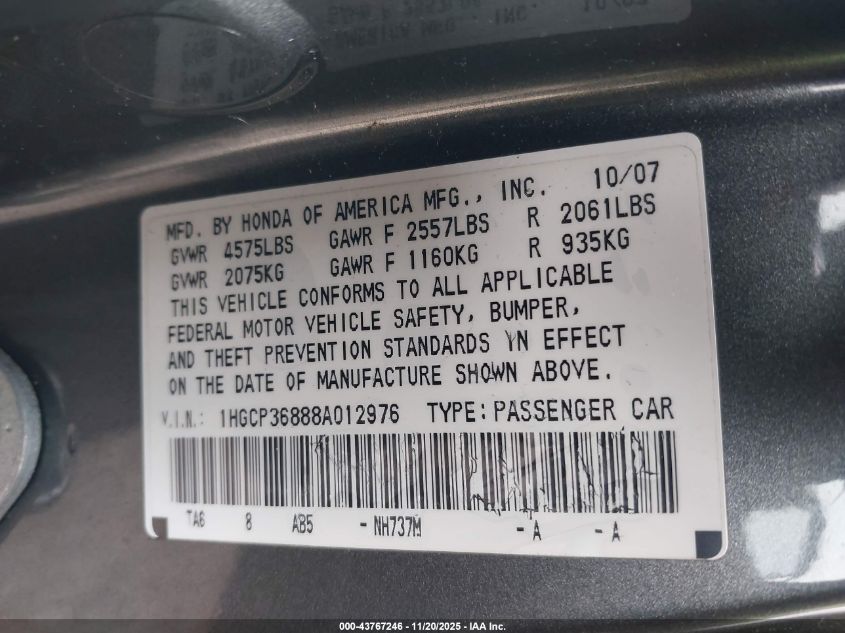 MFD. BY HONDA OF AMERICA MFG., INC. 10/07
GVWR 4575LBS GAWR F 2557LBS R 2061LBS
GVWR 2075KG GAWR F 1160KG R 935KG
THIS VEHICLE CONFORMS TO ALL APPLICABLE
FEDERAL MOTOR VEHICLE SAFETY, BUMPER,
AND THEFT PREVENTION STANDARDS IN EFFECT
ON THE DATE OF MANUFACTURE SHOWN ABOVE.
V.I.N.: 1HGCP36888A012976 TYPE:PASSENGER CAR
TA6 8 AB5 -NH737M -A -A
000-43767246 - 11/20/2025 - IAA Inc.